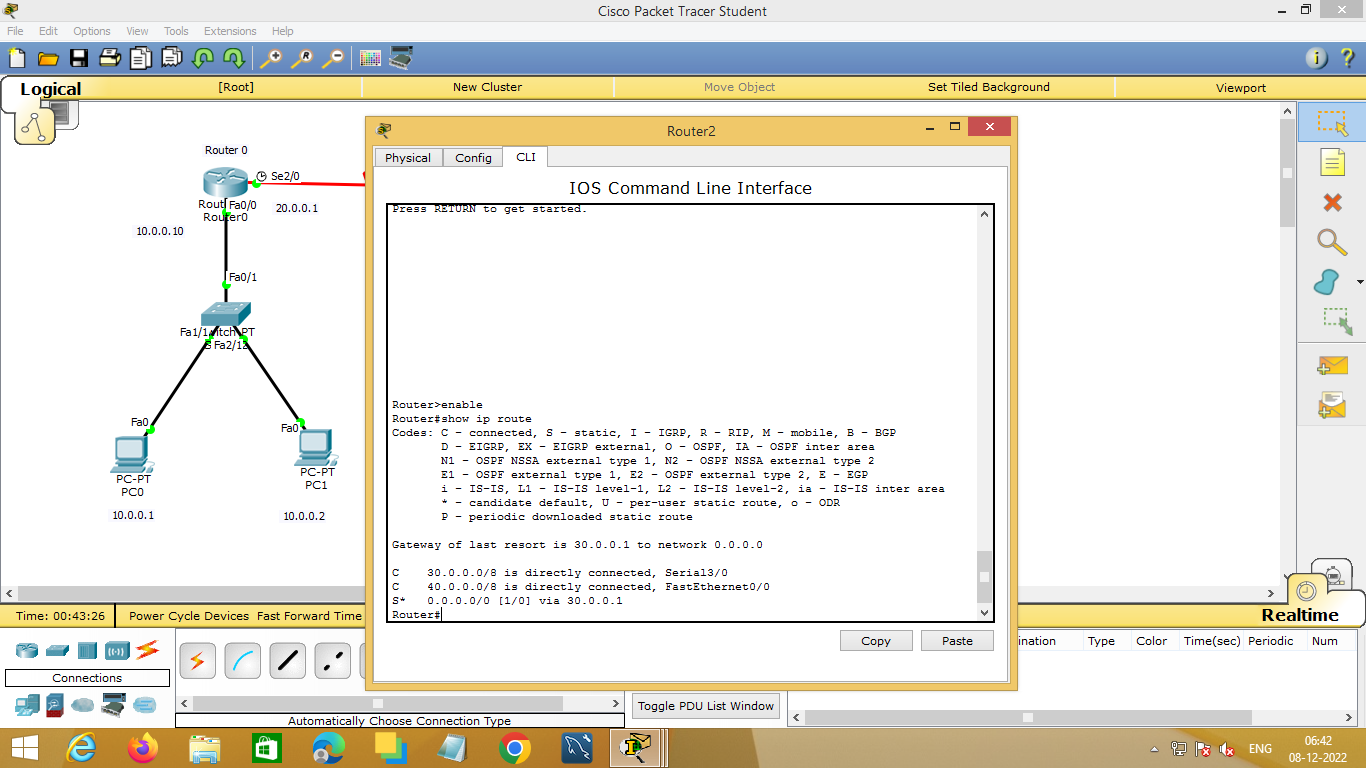 Cisco Packet Tracer Student
File Edit Options View Tools Extensions Help
Logical
[Root]
New Cluster
Move Object
Set Tiled Background
Viewport
Router 0
Se2/0
Fa0/0
Router0
20.0.0.1
10.0.0.10
Fa0/1
Fa1/1
Fa2/12
Fa0
PC-PT
PC0
10.0.0.1
Fa0
PC-PT
PC1
10.0.0.2
Router2
Physical Config CLI
IOS Command Line Interface
Press RETURN to get started.
Router>enable
Router#show ip route
Codes: C - connected, S - static, I - IGRP, R - RIP, M - mobile, B - BGP
D - EIGRP, EX - EIGRP external, O - OSPF, IA - OSPF inter area
N1 - OSPF NSSA external type 1, N2 - OSPF NSSA external type 2
E1 - OSPF external type 1, E2 - OSPF external type 2, E - EGP
i - IS-IS, L1 - IS-IS level-1, L2 - IS-IS level-2, ia - IS-IS inter area
* - candidate default, U - per-user static route, o - ODR
P - periodic downloaded static route
Gateway of last resort is 30.0.0.1 to network 0.0.0.0
C 30.0.0.0/8 is directly connected, Serial3/0
C 40.0.0.0/8 is directly connected, FastEthernet0/0
S* 0.0.0.0/0 [1/0] via 30.0.0.1
Router#
Copy Paste
Time: 00:43:26 Power Cycle Devices Fast Forward Time
Realtime
Connections
Automatically Choose Connection Type
Toggle PDU List Window
ination Type Color Time(sec) Periodic Num
ENG
06:42
08-12-2022